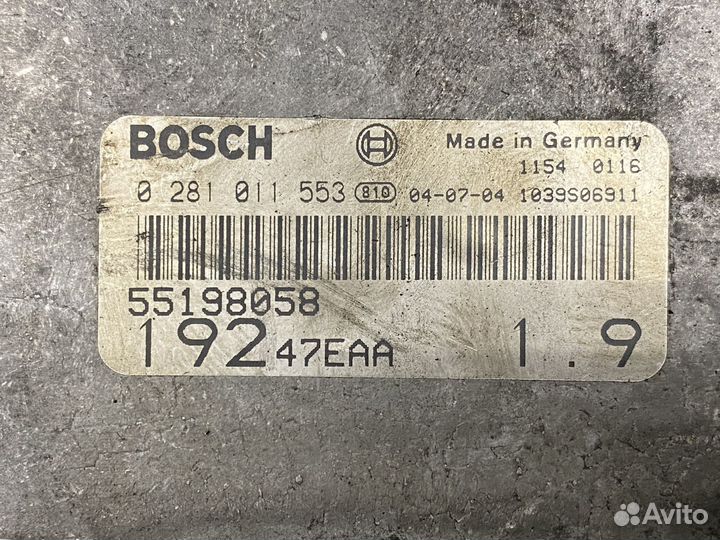 BOSCH Made in Germany
1154 0116
0 281 011 553 810 04-07-04 1039S06911
55198058
192 47EAA 1.9
Avito